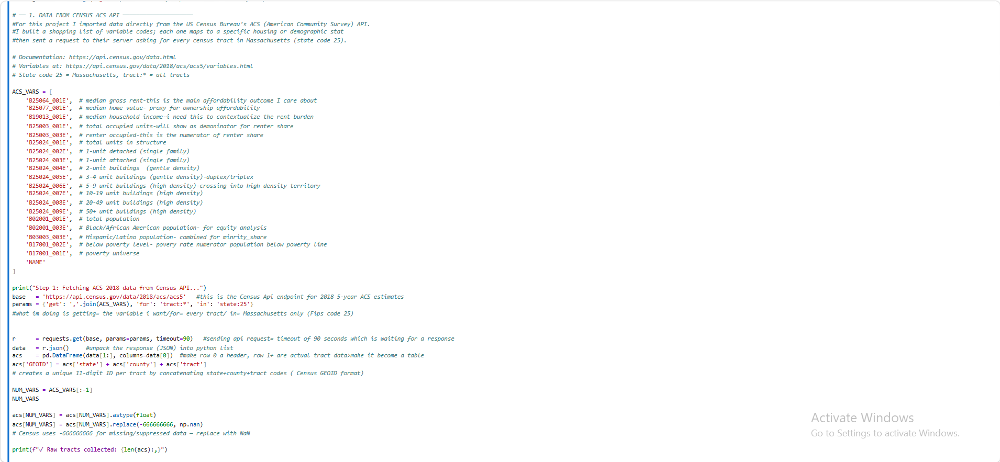 # ── 1. DATA FROM CENSUS ACS API ─────────────────────
#For this project I imported data directly from the US Census Bureau's ACS (American Community Survey) API.
#I built a shopping list of variable codes; each one maps to a specific housing or demographic stat
#then sent a request to their server asking for every census tract in Massachusetts (state code 25).
# Documentation: https://api.census.gov/data.html
# Variables at: https://api.census.gov/data/2018/acs/acs5/variables.html
# State code 25 = Massachusetts, tract:* = all tracts
ACS_VARS = [
    'B25064_001E',  # median gross rent-this is the main affordability outcome I care about
    'B25077_001E',  # median home value- proxy for ownership affordability
    'B19013_001E',  # median household income-i need this to contextualize the rent burden
    'B25003_001E',  # total occupied units-will show as demoninator for renter share
    'B25003_003E',  # renter occupied-this is the numerator of renter share
    'B25024_001E',  # total units in structure
    'B25024_002E',  # 1-unit detached (single family)
    'B25024_003E',  # 1-unit attached (single family)
    'B25024_004E',  # 2-unit buildings  (gentle density)
    'B25024_005E',  # 3-4 unit buildings (gentle density)-duplex/triplex
    'B25024_006E',  # 5-9 unit buildings (high density)-crossing into high density territory
    'B25024_007E',  # 10-19 unit buildings (high density)
    'B25024_008E',  # 20-49 unit buildings (high density)
    'B25024_009E',  # 50+ unit buildings (high density)
    'B02001_001E',  # total population
    'B02001_003E',  # Black/African American population- for equity analysis
    'B03003_003E',  # Hispanic/Latino population- combined for minrity_share
    'B17001_002E',  # below poverty level- povery rate numerator population below powerty line
    'B17001_001E',  # poverty universe
    'NAME'
]
print("Step 1: Fetching ACS 2018 data from Census API...")
base   = 'https://api.census.gov/data/2018/acs/acs5'   #this is the Census Api endpoint for 2018 5-year ACS estimates
params = {'get': ','.join(ACS_VARS), 'for': 'tract:*', 'in': 'state:25'}
#what im doing is getting= the variable i want/for= every tract/ in= Massachusetts only (Fips code 25)
r      = requests.get(base, params=params, timeout=90)   #sending api request= timeout of 90 seconds which is waiting for a response
data   = r.json()     #unpack the response (JSON) into python list
acs    = pd.DataFrame(data[1:], columns=data[0])  #make row 0 a header, row 1+ are actual tract data>make it become a table
acs['GEOID'] = acs['state'] + acs['county'] + acs['tract']
# creates a unique 11-digit ID per tract by concatenating state+county+tract codes ( Census GEOID format)
NUM_VARS = ACS_VARS[:-1]
NUM_VARS
acs[NUM_VARS] = acs[NUM_VARS].astype(float)
acs[NUM_VARS] = acs[NUM_VARS].replace(-666666666, np.nan)
# Census uses -666666666 for missing/suppressed data — replace with NaN
print(f"✓ Raw tracts collected: {len(acs):,}")
Activate Windows
Go to Settings to activate Windows.